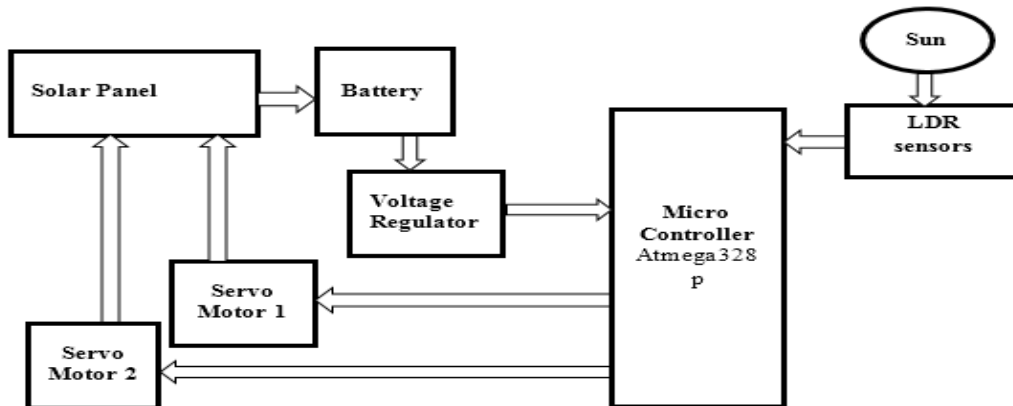 Sun
Solar Panel
Battery
LDR
sensors
Voltage
Regulator
Micro
Controller
Atmega328
p
Servo
Motor 1
Servo
Motor 2